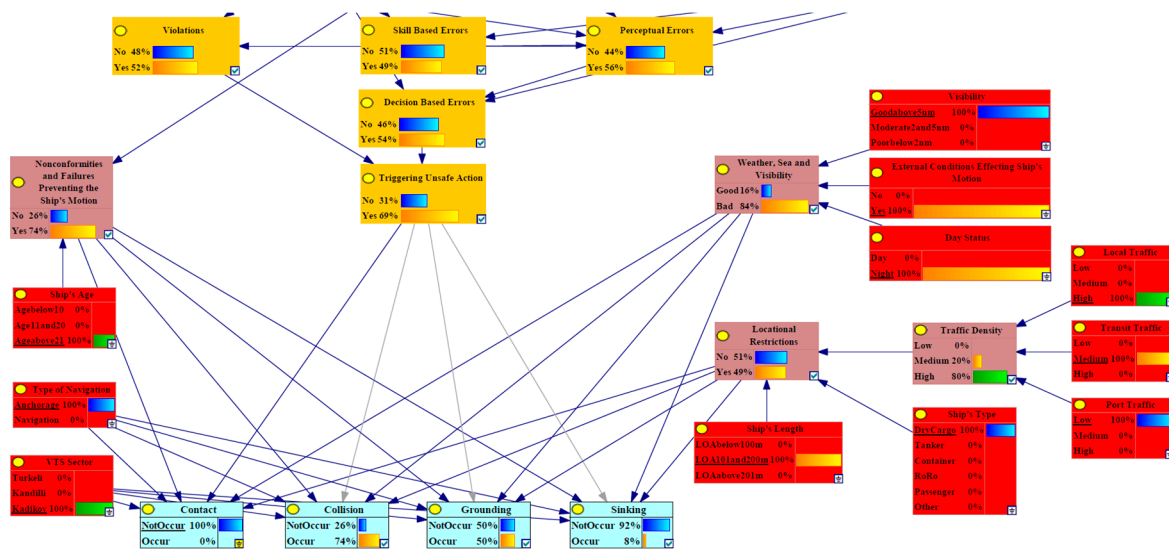 Violations
No 48%
Yes 52%
Skill Based Errors
No 51%
Yes 49%
Perceptual Errors
No 44%
Yes 56%
Decision Based Errors
No 46%
Yes 54%
Triggering Unsafe Action
No 31%
Yes 69%
Nonconformities
and Failures
Preventing the
Ship's Motion
No 26%
Yes 74%
Ship's Age
Agebelow10 0%
Age11and20 0%
Ageabove21 100%
Type of Navigation
Anchorage 100%
Navigation 0%
VTS Sector
Turkeli 0%
Kandilli 0%
Kadikoy 100%
Visibility
Goodabove5nm 100%
Moderate2and5nm 0%
Poorbelow2nm 0%
Weather, Sea and
Visibility
Good 16%
Bad 84%
External Conditions Effecting Ship's
Motion
No 0%
Yes 100%
Day Status
Day 0%
Night 100%
Local Traffic
Low 0%
Medium 0%
High 100%
Locational
Restrictions
No 51%
Yes 49%
Traffic Density
Low 0%
Medium 20%
High 80%
Transit Traffic
Low 0%
Medium 100%
High 0%
Port Traffic
Low 100%
Medium 0%
High 0%
Ship's Length
LOAbelow100m 0%
LOA101and200m 100%
LOAabove201m 0%
Ship's Type
DryCargo 100%
Tanker 0%
Container 0%
RoRo 0%
Passenger 0%
Other 0%
Contact
NotOccur 100%
Occur 0%
Collision
NotOccur 26%
Occur 74%
Grounding
NotOccur 50%
Occur 50%
Sinking
NotOccur 92%
Occur 8%